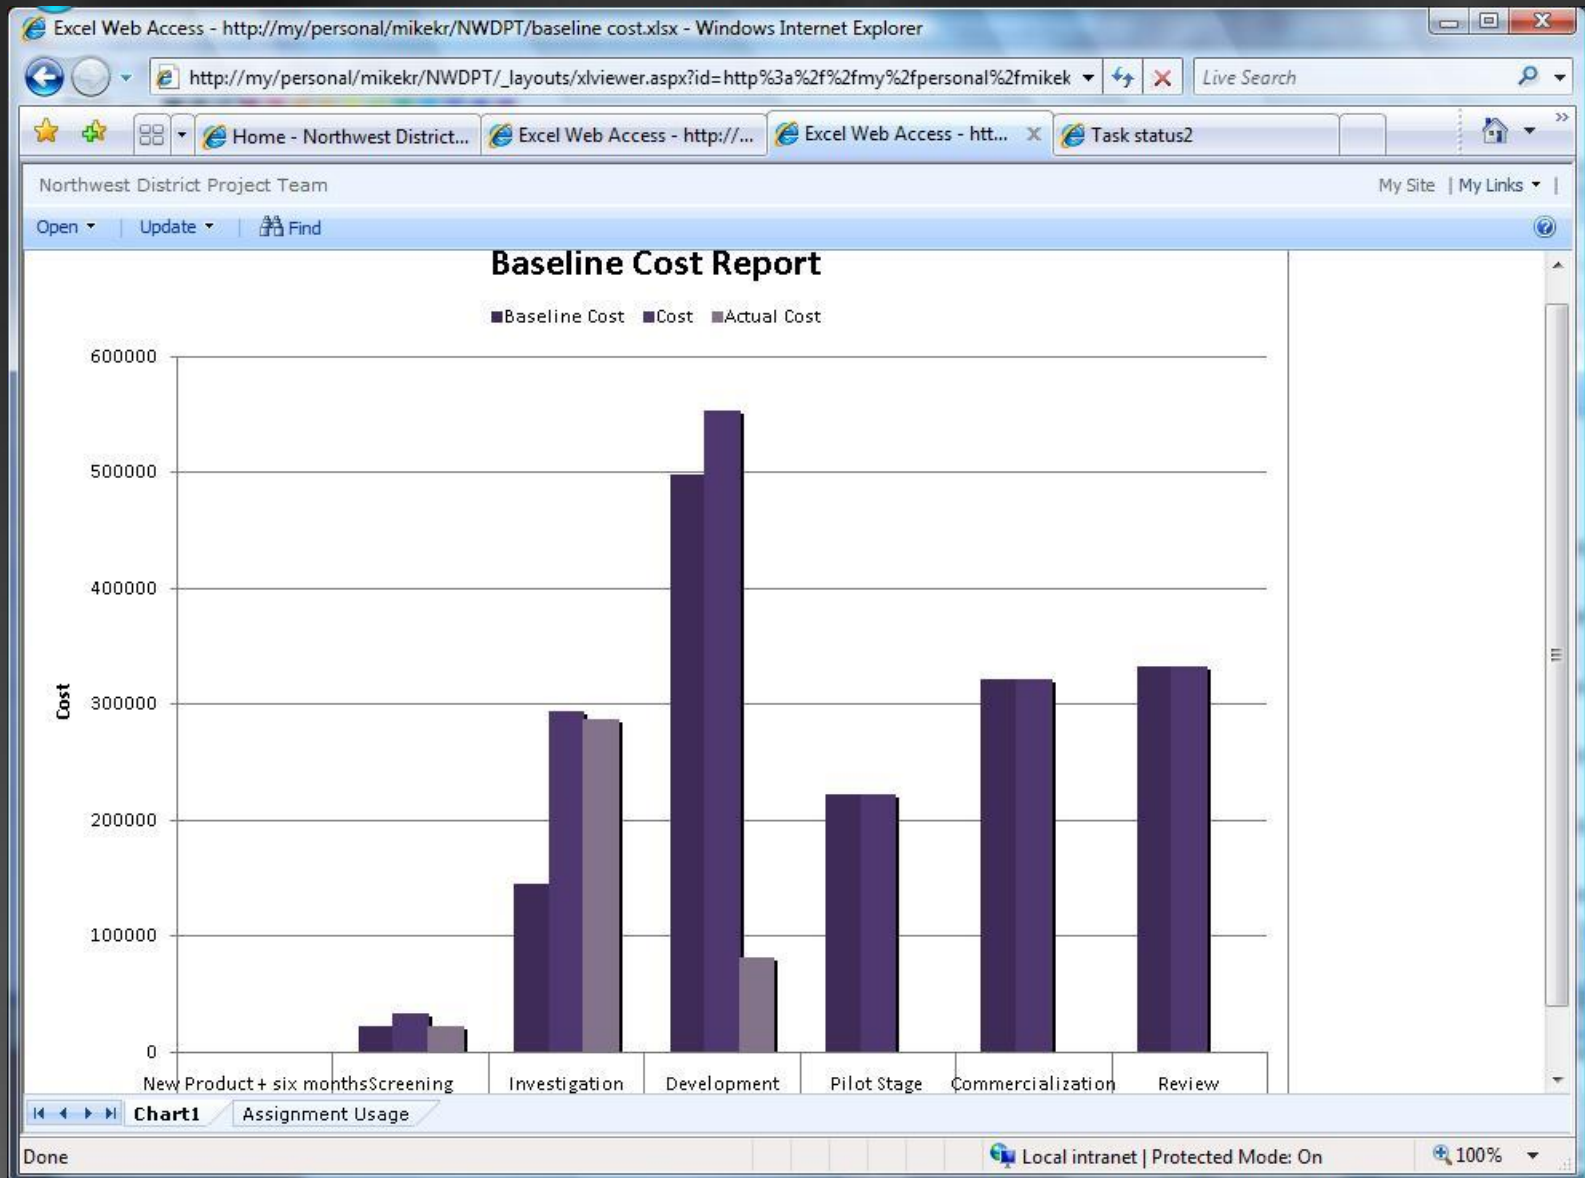 Excel Web Access - http://my/personal/mikekr/NWDPT/baseline cost.xlsx - Windows Internet Explorer
http://my/personal/mikekr/NWDPT/_layouts/xlviewer.aspx?id=http%3a%2f%2fmy%2fpersonal%2fmikek
Live Search
Home - Northwest District...
Excel Web Access - http://...
Excel Web Access - htt...
Task status2
Northwest District Project Team
My Site | My Links |
Open | Update | Find
Baseline Cost Report
Baseline Cost Cost Actual Cost
600000
500000
400000
300000
200000
100000
0
Cost
New Product + six months Screening Investigation Development Pilot Stage Commercialization Review
Chart1 Assignment Usage
Done
Local intranet | Protected Mode: On
100%